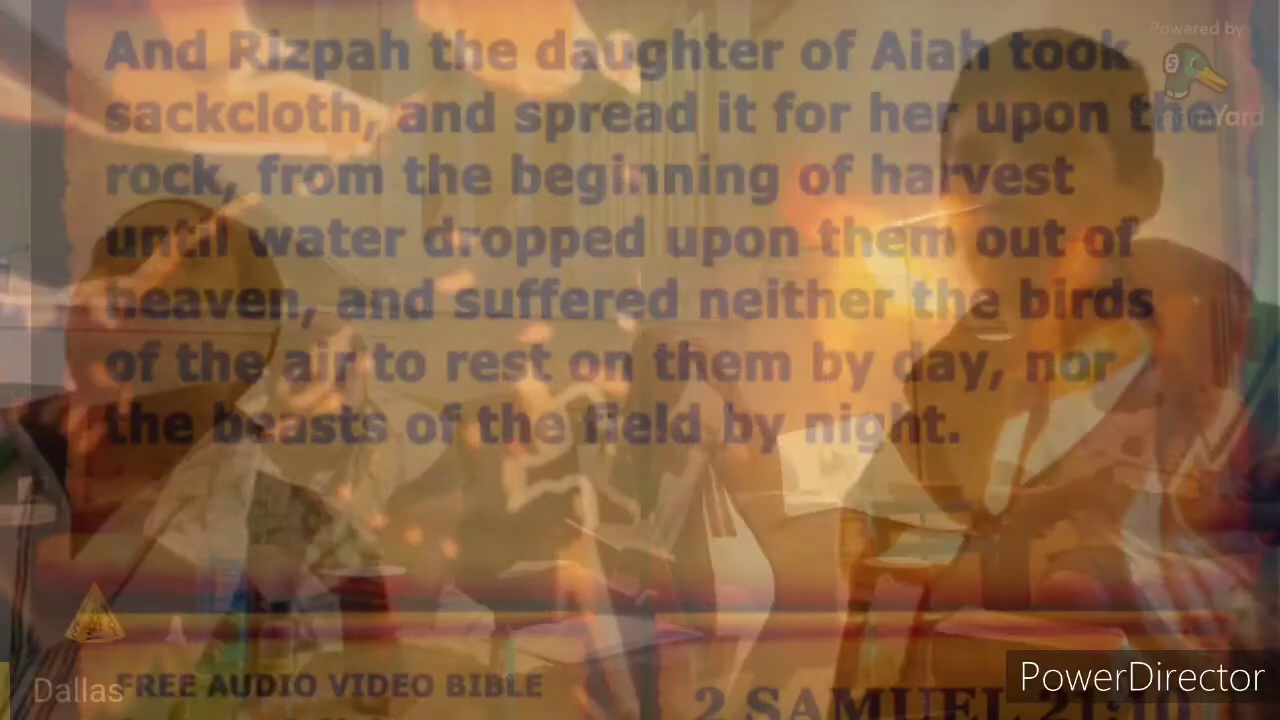 And Rizpah the daughter of Aiah took
sackcloth, and spread it for her upon the
rock, from the beginning of harvest
until water dropped upon them out of
heaven, and suffered neither the birds
of the air to rest on them by day, nor
the beasts of the field by night.
Powered by
StreamYard
Dallas
FREE AUDIO VIDEO BIBLE
2 SAMUEL 21:10
PowerDirector